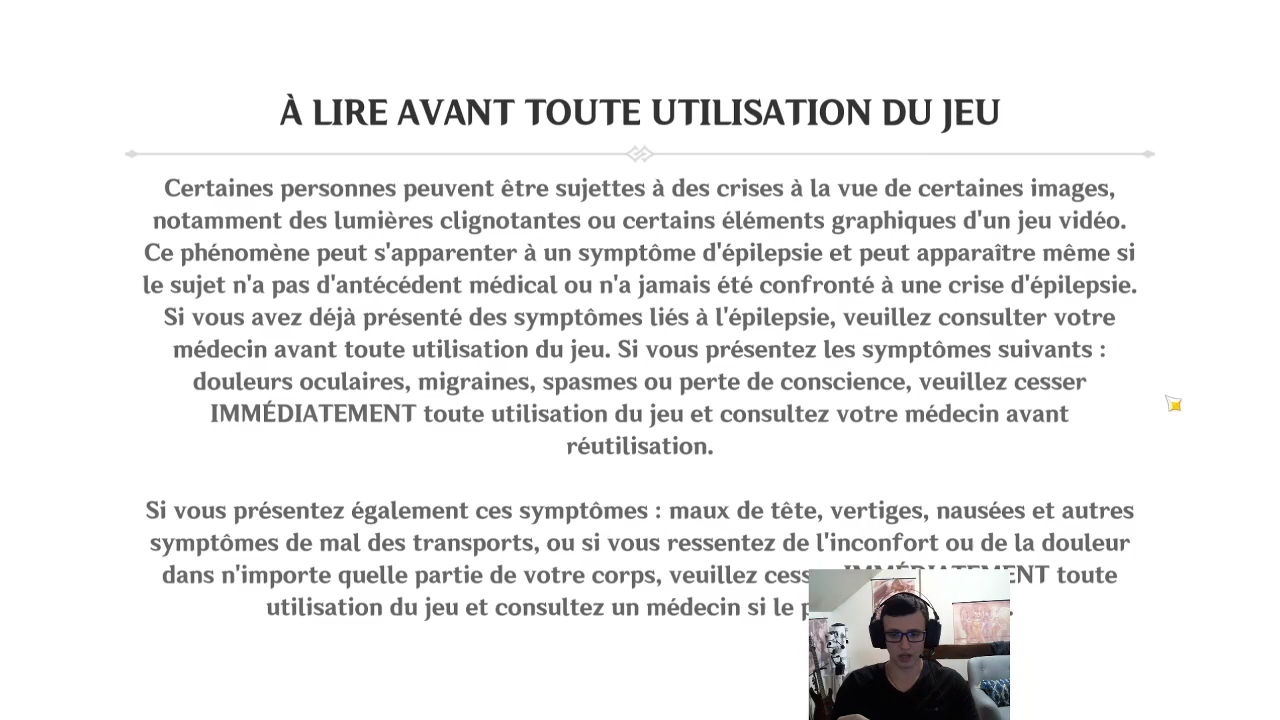 À LIRE AVANT TOUTE UTILISATION DU JEU
Certaines personnes peuvent être sujettes à des crises à la vue de certaines images,
notamment des lumières clignotantes ou certains éléments graphiques d'un jeu vidéo.
Ce phénomène peut s'apparenter à un symptôme d'épilepsie et peut apparaître même si
le sujet n'a pas d'antécédent médical ou n'a jamais été confronté à une crise d'épilepsie.
Si vous avez déjà présenté des symptômes liés à l'épilepsie, veuillez consulter votre
médecin avant toute utilisation du jeu. Si vous présentez les symptômes suivants :
douleurs oculaires, migraines, spasmes ou perte de conscience, veuillez cesser
IMMÉDIATEMENT toute utilisation du jeu et consultez votre médecin avant
réutilisation.
Si vous présentez également ces symptômes : maux de tête, vertiges, nausées et autres
symptômes de mal des transports, ou si vous ressentez de l'inconfort ou de la douleur
dans n'importe quelle partie de votre corps, veuillez IMMÉDIATEMENT toute
utilisation du jeu et consultez un médecin si le